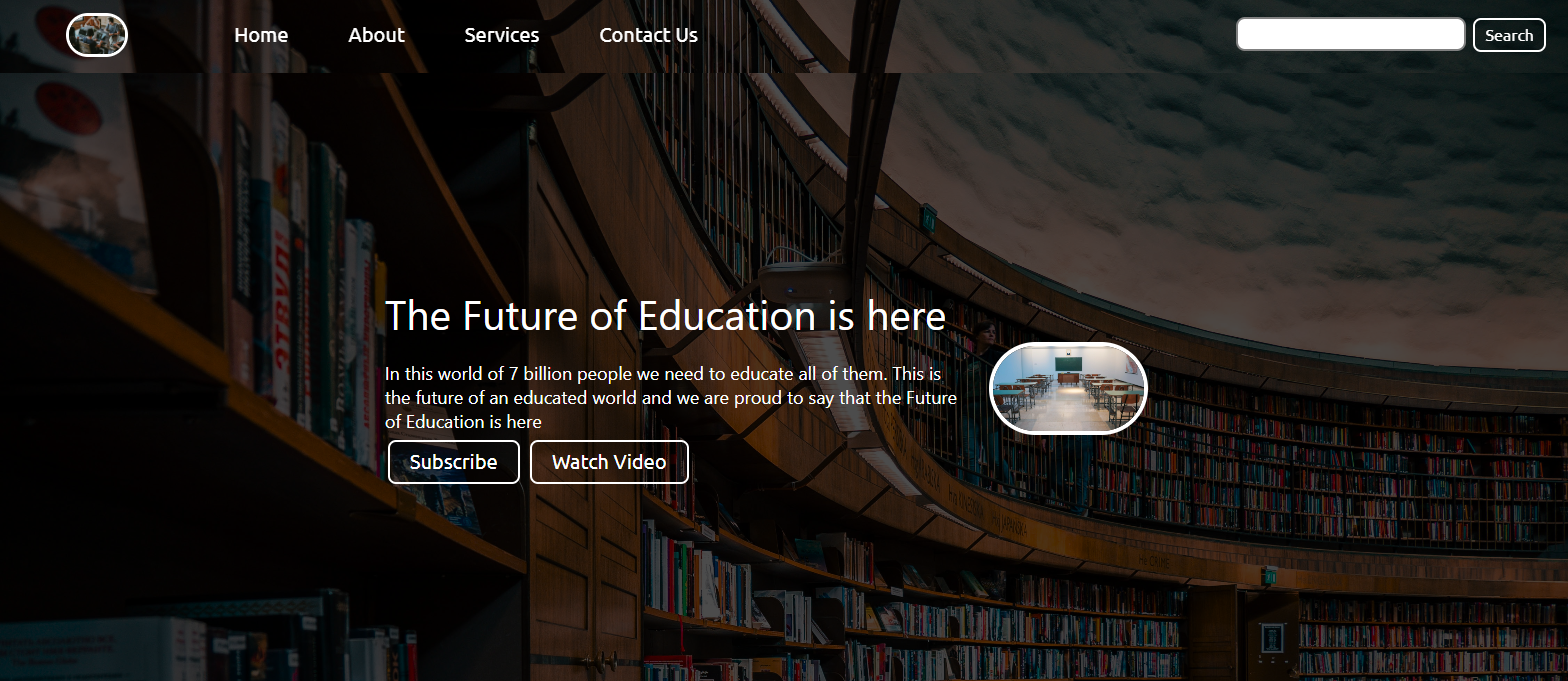 Home
About
Services
Contact Us
Search
The Future of Education is here
In this world of 7 billion people we need to educate all of them. This is
the future of an educated world and we are proud to say that the Future
of Education is here
Subscribe
Watch Video
Hg CRIME